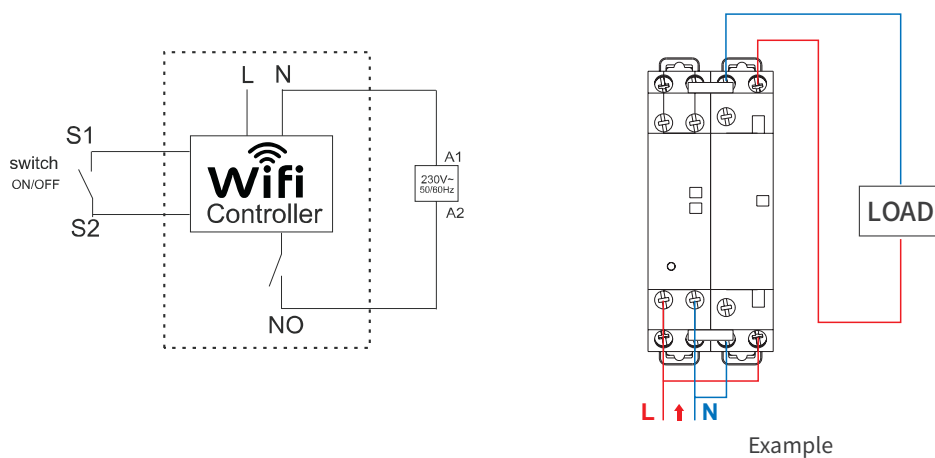 L N
S1
switch
ON/OFF
S2
Wifi
Controller
NO
A1
230V~
50/60Hz
A2
LOAD
L N
Example